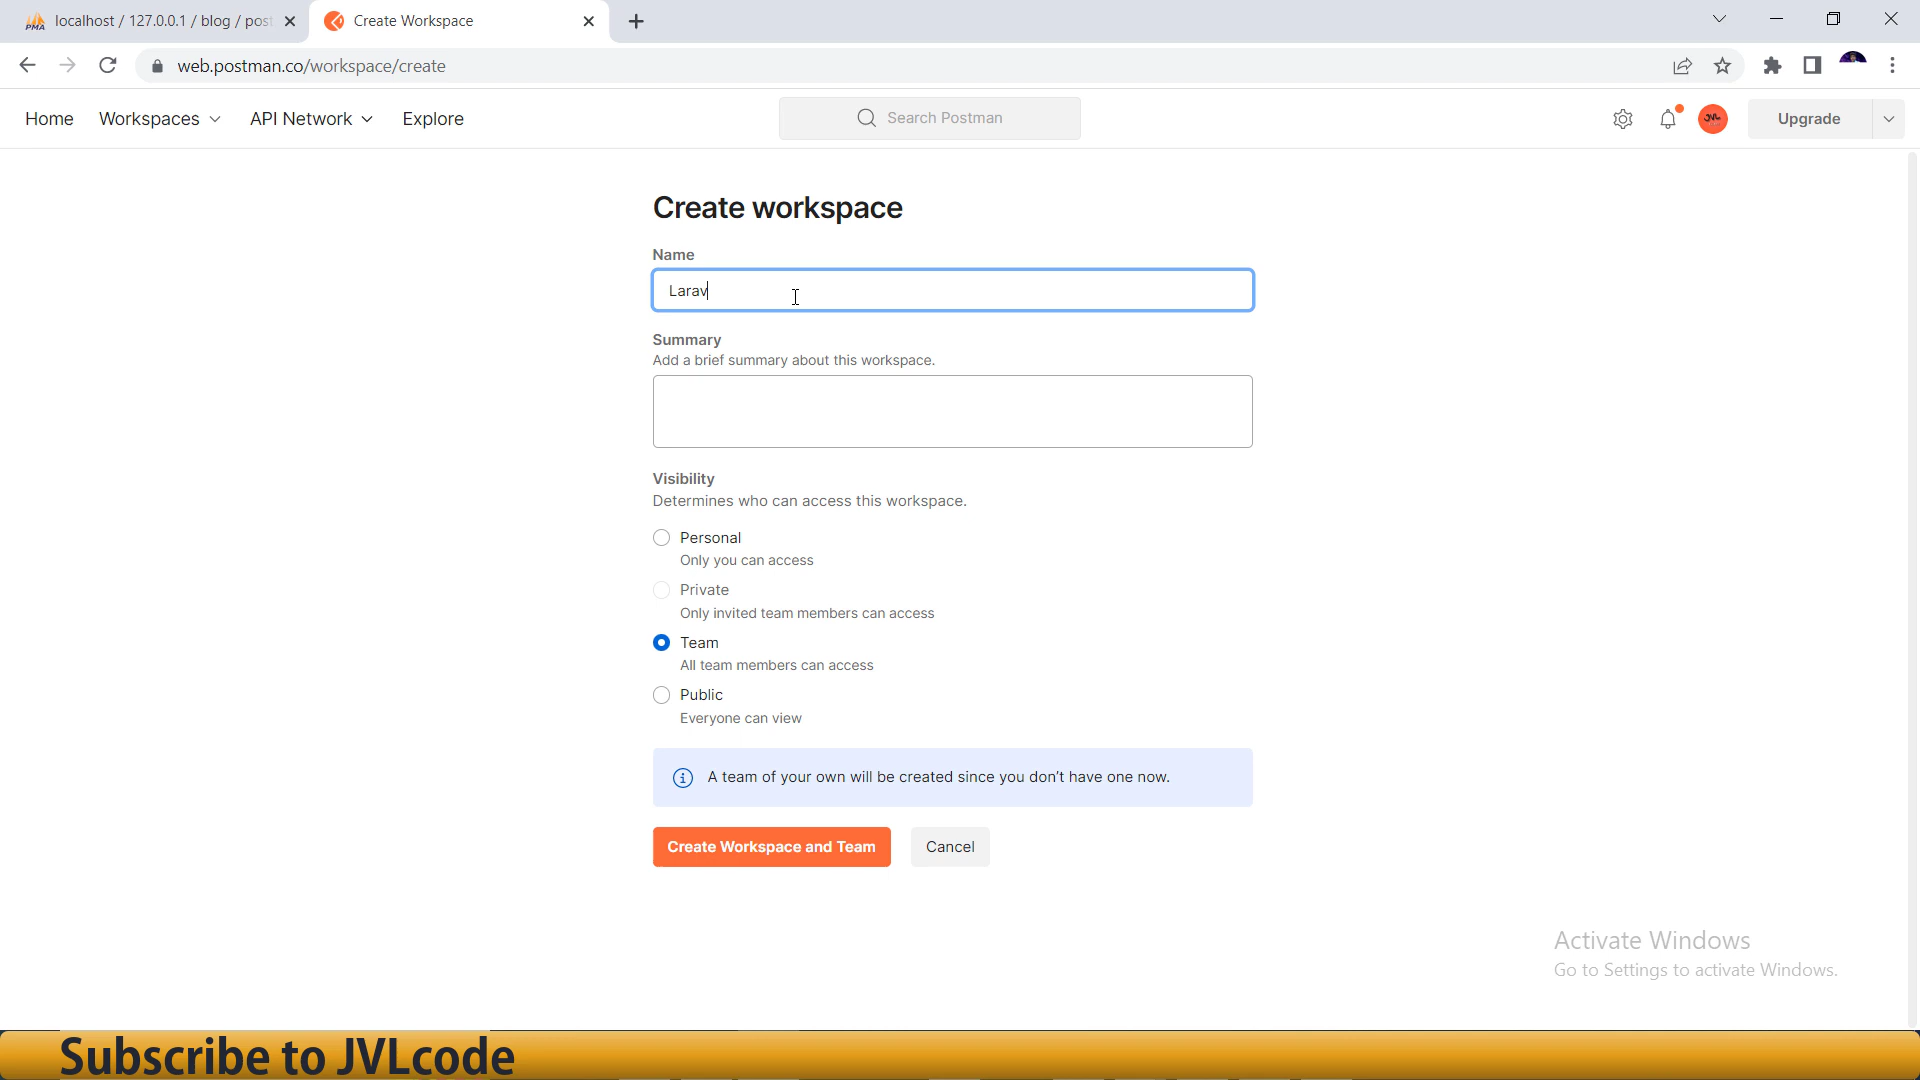 localhost / 127.0.0.1 / blog / post
Create Workspace
web.postman.co/workspace/create
Home
Workspaces
API Network
Explore
Search Postman
Upgrade
Create workspace
Name
Larav
Summary
Add a brief summary about this workspace.
Visibility
Determines who can access this workspace.
Personal
Only you can access
Private
Only invited team members can access
Team
All team members can access
Public
Everyone can view
A team of your own will be created since you don't have one now.
Create Workspace and Team
Cancel
Activate Windows
Go to Settings to activate Windows.
Subscribe to JVLcode